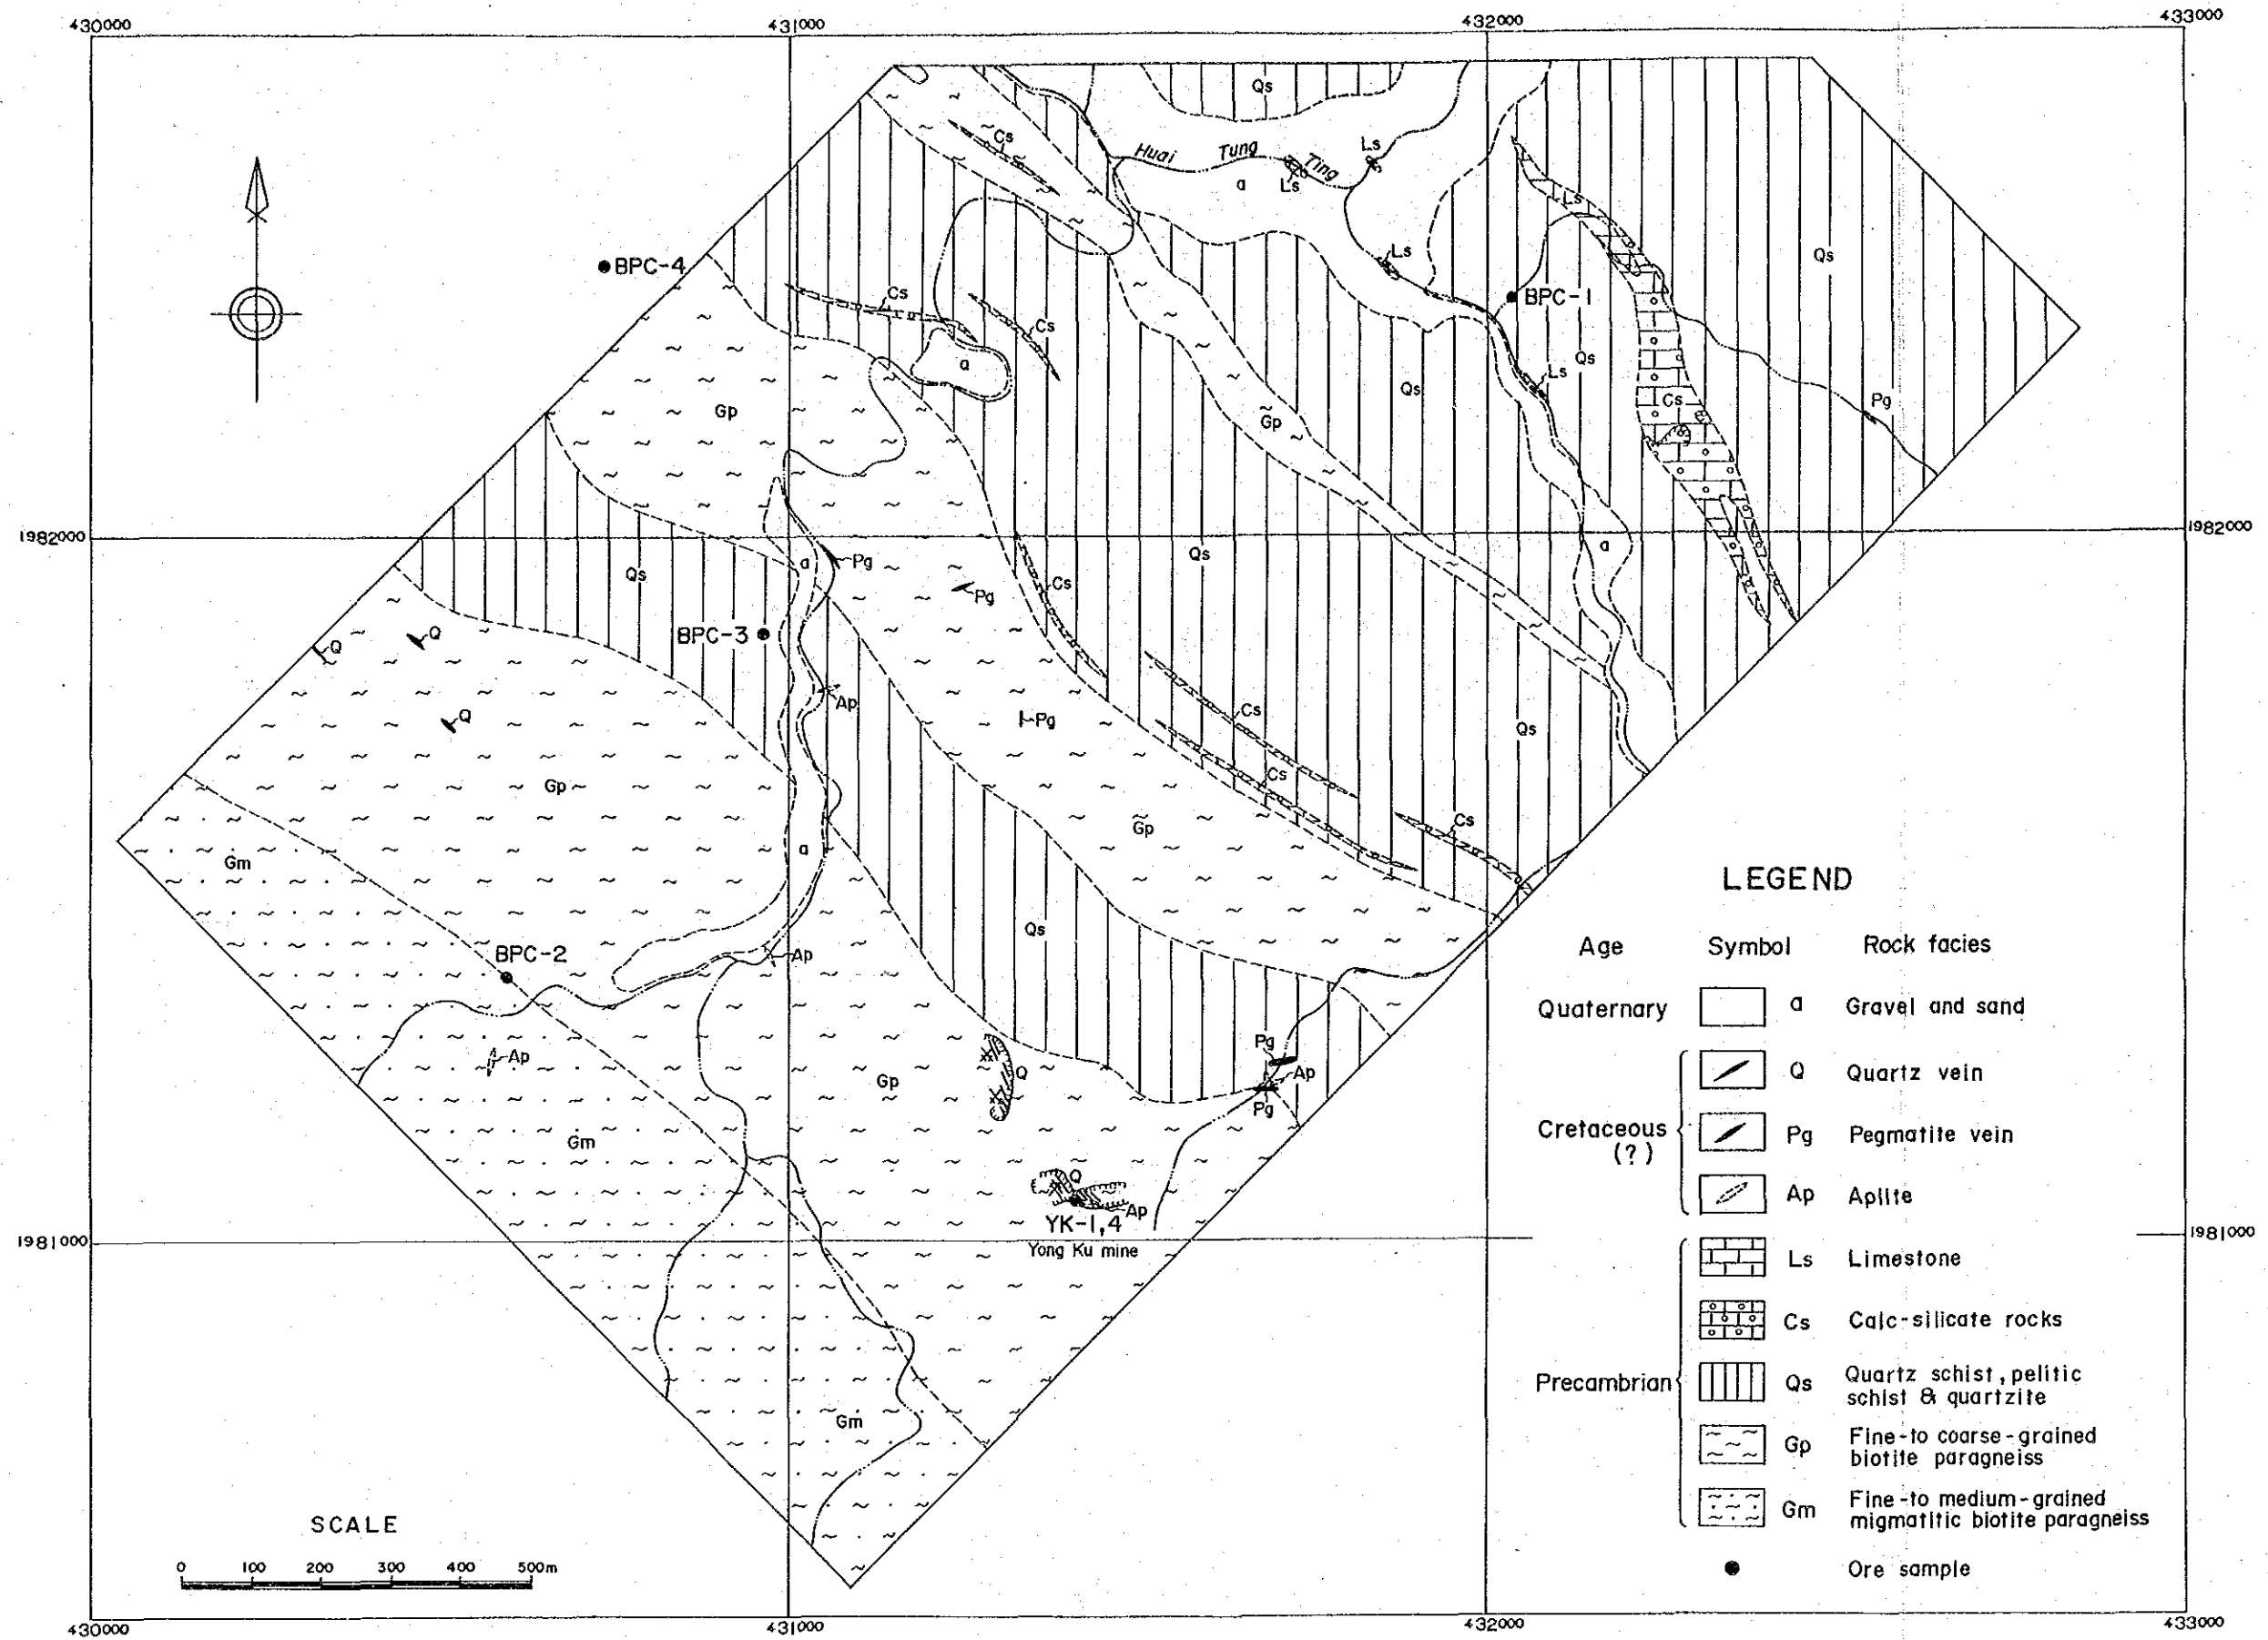 430000
431000
432000
433000
Qs
Cs
Huai Tung Ting
Ls
a
Ls
Ls
Qs
Ls
BPC-4
Cs
BPC-1
Cs
Qs
Ls
a
Gp
Gp
Qs
Cs
Pg
1982000
1982000
Qs
a
Pg
Qs
a
Cs
Pg
BPC-3
Q
Q
Ap
Q
Pg
Cs
Qs
Gp
Cs
Gp
Cs
Gm
a
LEGEND
Qs
BPC-2
Ap
Age Symbol Rock facies
Quaternary a Gravel and sand
Ap
Gp
Q
Pg
Ap
Pg
Q Quartz vein
Cretaceous
(?)
Pg Pegmatite vein
Gm
Q
Ap
YK-1,4
Yong Ku mine
Ap Aplite
1981000
1981000
Ls Limestone
Cs Calc-silicate rocks
Precambrian
Qs Quartz schist, pelitic
schist & quartzite
Gm
Gp Fine-to coarse-grained
biotite paragneiss
Gm Fine-to medium-grained
migmatitic biotite paragneiss
Ore sample
SCALE
0 100 200 300 400 500m
430000
431000
432000
433000